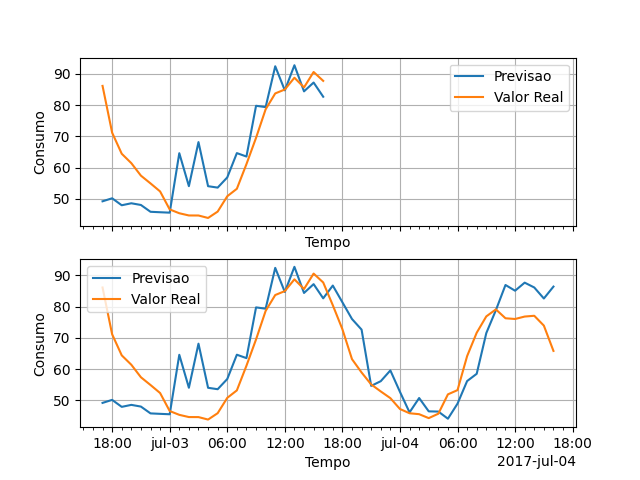 90
80
70
60
50
Consumo
Previsao
Valor Real
Tempo
90
80
70
60
50
Consumo
Previsao
Valor Real
18:00 jul-03 06:00 12:00 18:00 jul-04 06:00 12:00 18:00
Tempo
2017-jul-04